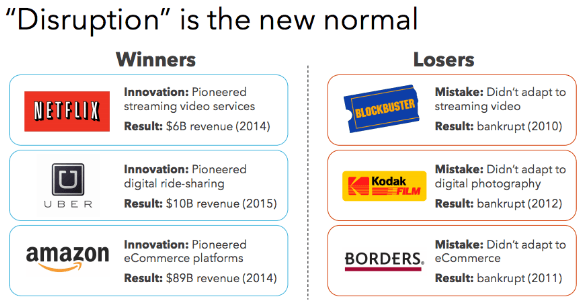 “Disruption” is the new normal
Winners
NETFLIX
Innovation: Pioneered
streaming video services
Result: $6B revenue (2014)
U
UBER
Innovation: Pioneered
digital ride-sharing
Result: $10B revenue (2015)
amazon
Innovation: Pioneered
eCommerce platforms
Result: $89B revenue (2014)
Losers
BLOCKBUSTER
Mistake: Didn’t adapt to
streaming video
Result: bankrupt (2010)
Kodak
FILM
Mistake: Didn’t adapt to
digital photography
Result: bankrupt (2012)
BORDERS®
Mistake: Didn’t adapt to
eCommerce
Result: bankrupt (2011)